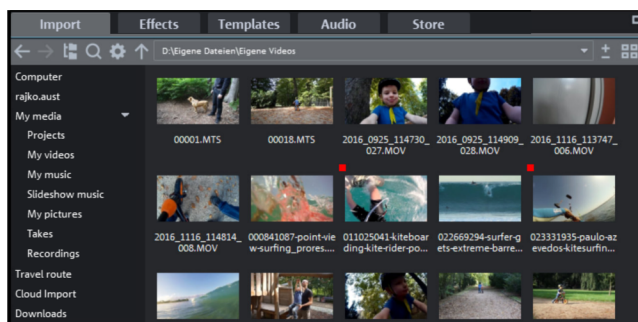 Import Effects Templates Audio Store
D:\Eigene Dateien\Eigene Videos
Computer
rajko.aust
My media
Projects
My videos
My music
Slideshow music
My pictures
Takes
Recordings
Travel route
Cloud Import
Downloads
00001.MTS
00018.MTS
2016_0925_114730_
027.MOV
2016_0925_114909_
028.MOV
2016_1116_113747_
006.MOV
2016_1116_114814_
008.MOV
000841087-point-vie
w-surfing_prores....
011025041-kiteboar
ding-kite-rider-po...
022669294-surfer-g
ets-extreme-barre...
023331935-paulo-az
evedos-kitesurfin...